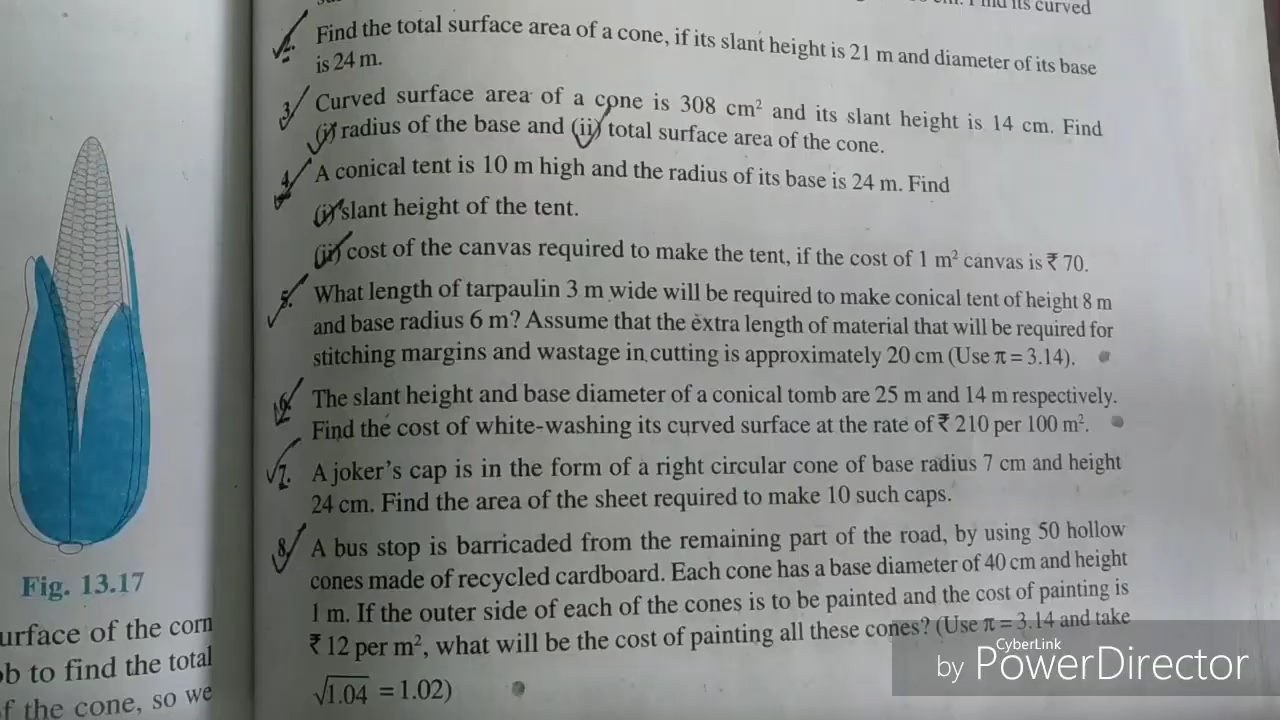 its curved
2. Find the total surface area of a cone, if its slant height is 21 m and diameter of its base
is 24 m.
3. Curved surface area of a cone is 308 cm² and its slant height is 14 cm. Find
(i) radius of the base and (ii) total surface area of the cone.
4. A conical tent is 10 m high and the radius of its base is 24 m. Find
(i) slant height of the tent.
(ii) cost of the canvas required to make the tent, if the cost of 1 m² canvas is ₹ 70.
5. What length of tarpaulin 3 m wide will be required to make conical tent of height 8 m
and base radius 6 m? Assume that the extra length of material that will be required for
stitching margins and wastage in cutting is approximately 20 cm (Use π = 3.14).
6. The slant height and base diameter of a conical tomb are 25 m and 14 m respectively.
Find the cost of white-washing its curved surface at the rate of ₹ 210 per 100 m².
7. A joker's cap is in the form of a right circular cone of base radius 7 cm and height
24 cm. Find the area of the sheet required to make 10 such caps.
8. A bus stop is barricaded from the remaining part of the road, by using 50 hollow
cones made of recycled cardboard. Each cone has a base diameter of 40 cm and height
1 m. If the outer side of each of the cones is to be painted and the cost of painting is
₹ 12 per m², what will be the cost of painting all these cones? (Use π = 3.14 and take
√1.04 = 1.02)
Fig. 13.17
urface of the corn
ob to find the total
f the cone, so we
CyberLink
by PowerDirector